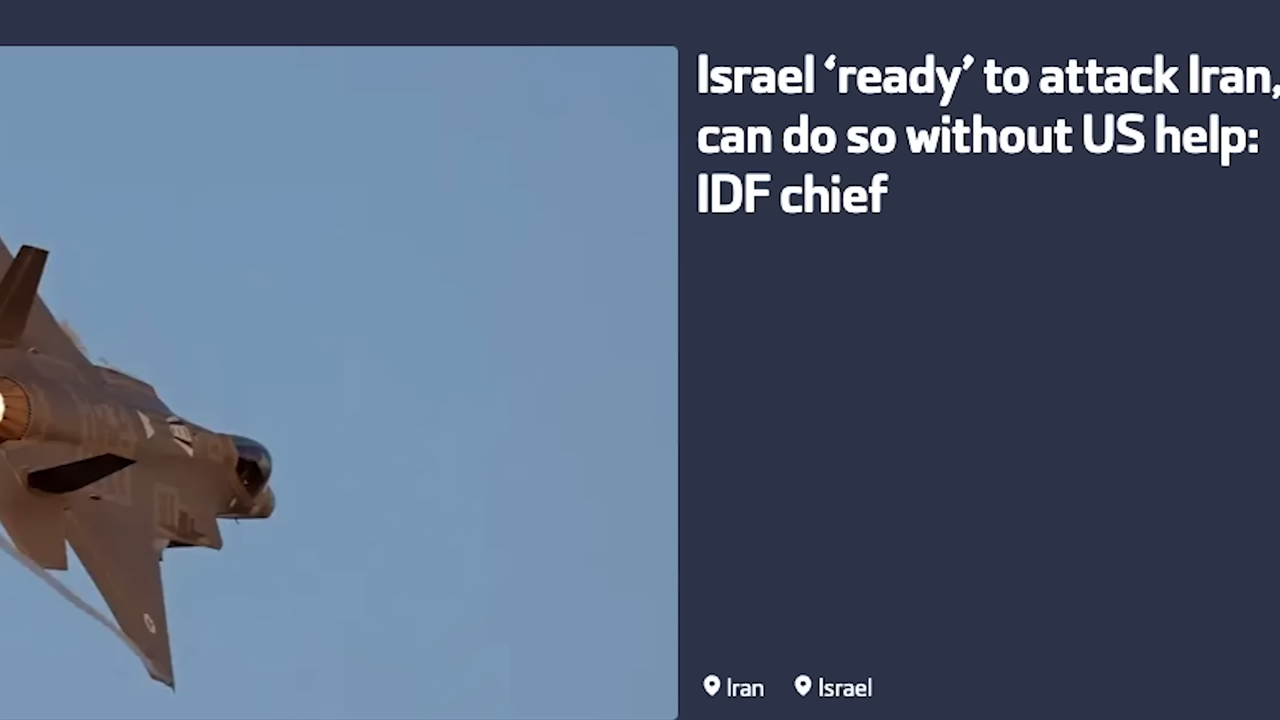 Israel ‘ready’ to attack Iran,
can do so without US help:
IDF chief
Iran Israel